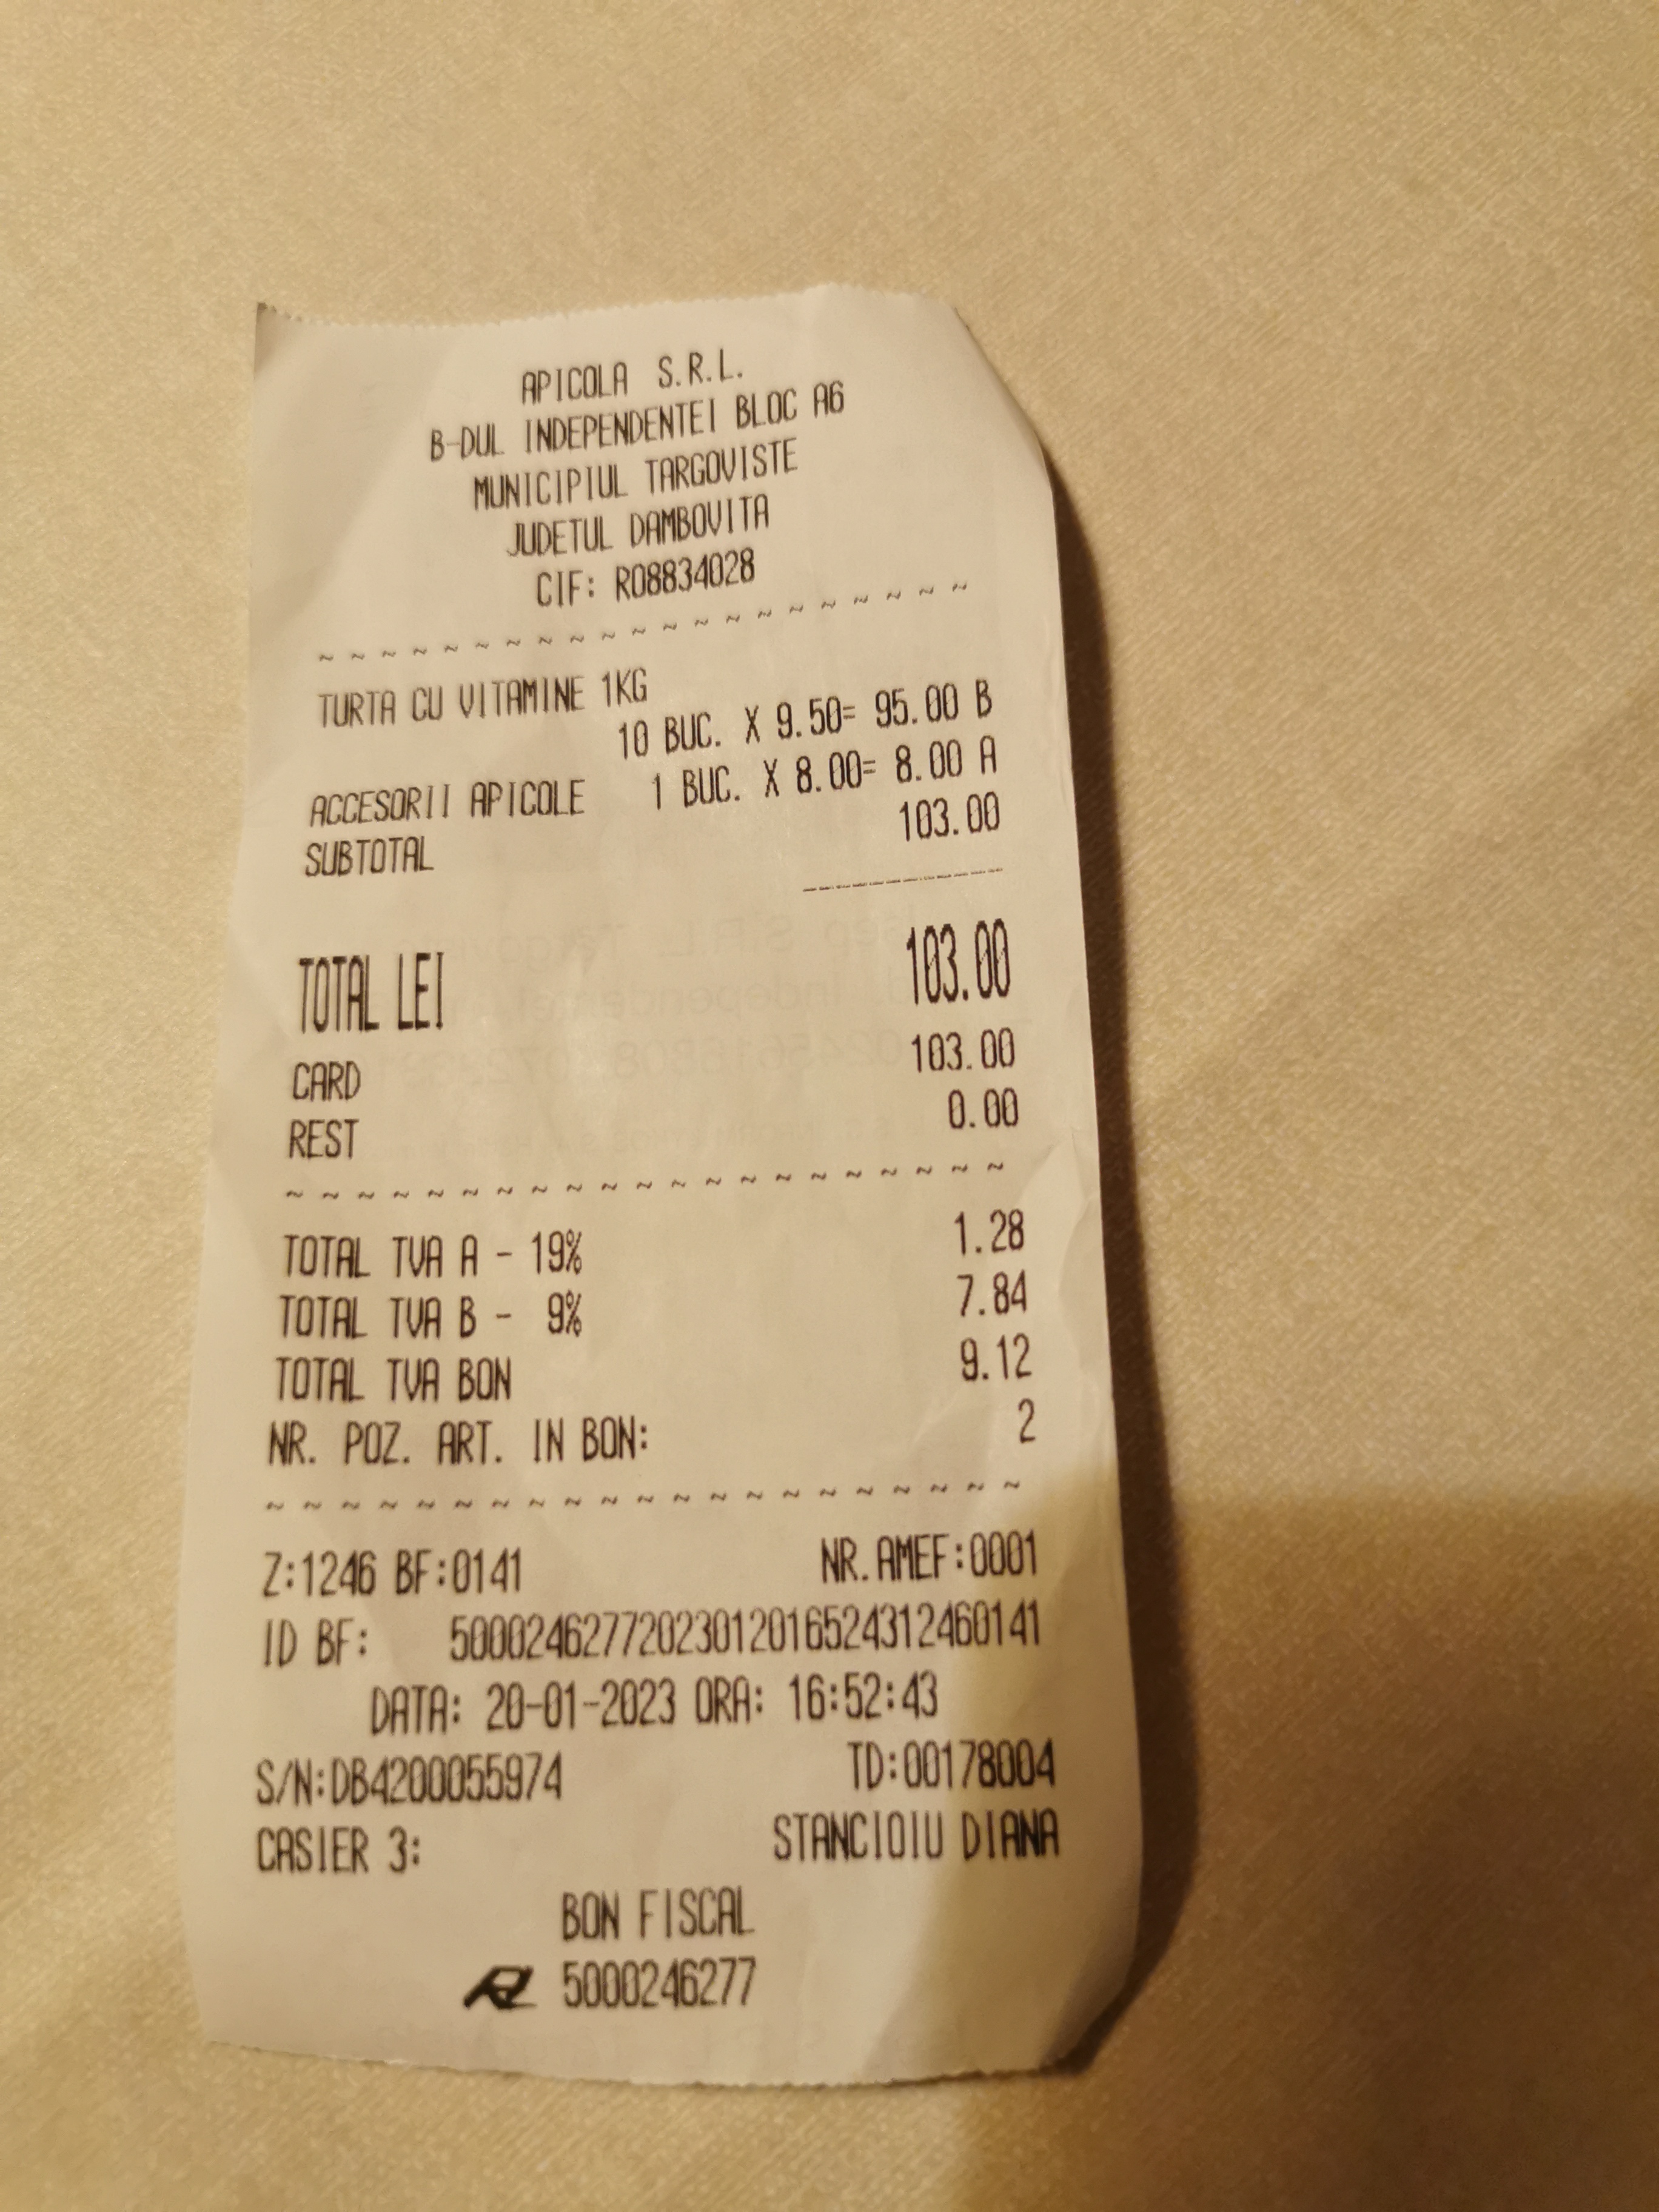 APICOLA S.R.L.
B-DUL INDEPENDENTEI BLOC A6
MUNICIPIUL TARGOVISTE
JUDETUL DAMBOVITA
CIF: RO8834028
~ ~ ~ ~ ~ ~ ~ ~ ~ ~ ~ ~ ~ ~ ~ ~ ~ ~ ~ ~ ~
TURTA CU VITAMINE 1KG
10 BUC. X 9.50= 95.00 B
ACCESORII APICOLE 1 BUC. X 8.00= 8.00 A
SUBTOTAL 103.00
----------
TOTAL LEI 103.00
CARD 103.00
REST 0.00
~ ~ ~ ~ ~ ~ ~ ~ ~ ~ ~ ~ ~ ~ ~ ~ ~ ~ ~ ~ ~
TOTAL TVA A - 19% 1.28
TOTAL TVA B - 9% 7.84
TOTAL TVA BON 9.12
NR. POZ. ART. IN BON: 2
~ ~ ~ ~ ~ ~ ~ ~ ~ ~ ~ ~ ~ ~ ~ ~ ~ ~ ~ ~ ~
Z:1246 BF:0141 NR.AMEF:0001
ID BF: 50002462772023012016524312460141
DATA: 20-01-2023 ORA: 16:52:43
S/N:DB4200055974 TD:00178004
CASIER 3: STANCIOIU DIANA
BON FISCAL
5000246277